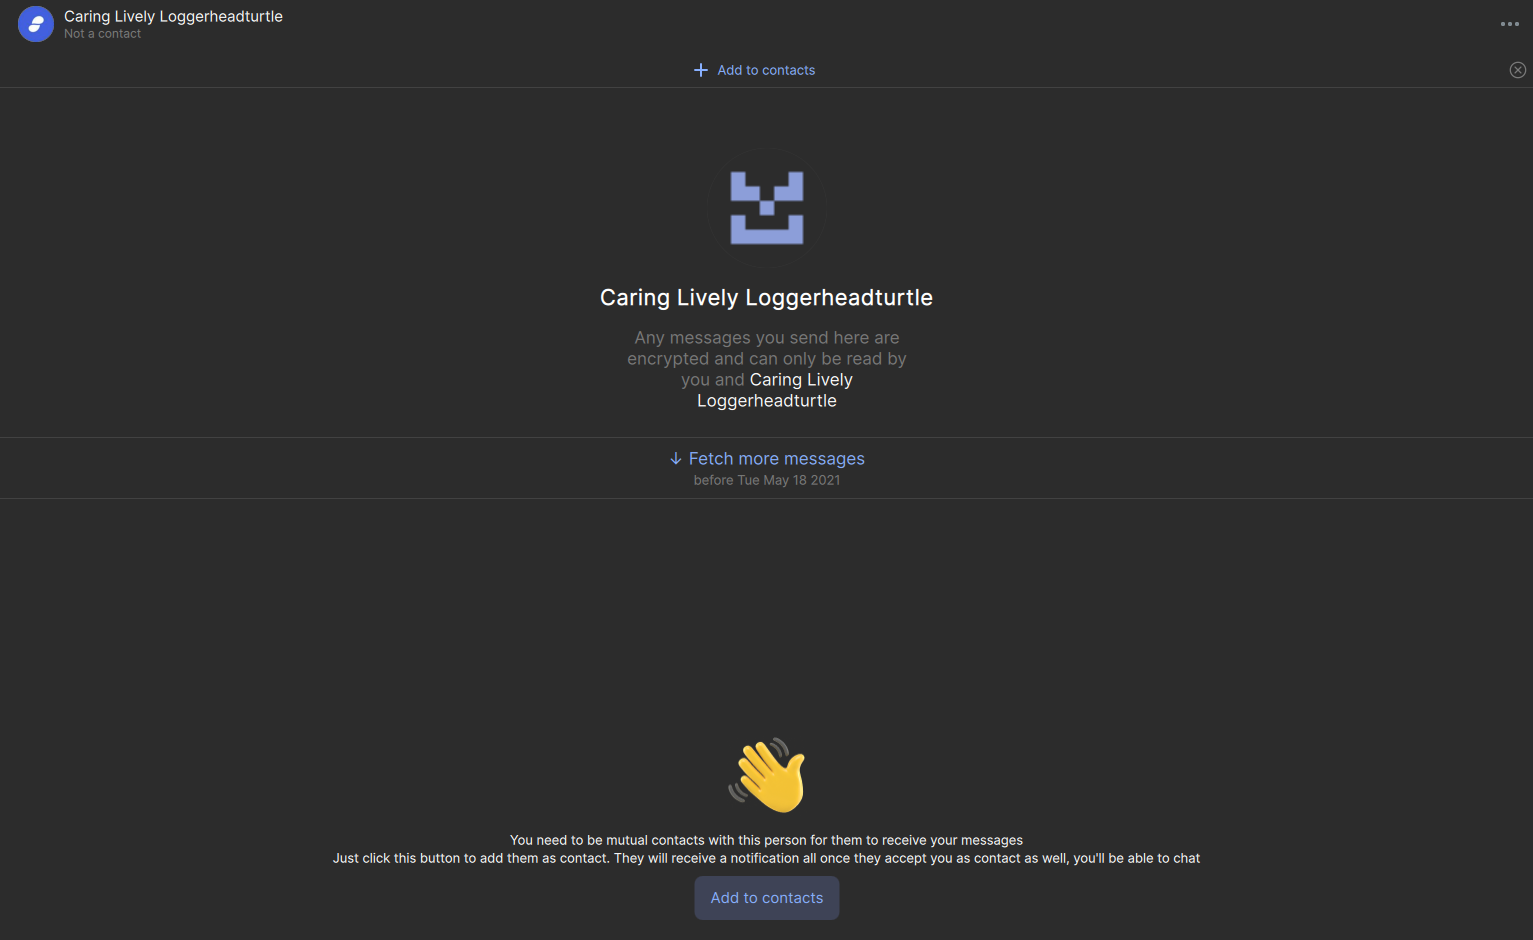 Caring Lively Loggerheadturtle
Not a contact
Add to contacts
Caring Lively Loggerheadturtle
Any messages you send here are
encrypted and can only be read by
you and Caring Lively
Loggerheadturtle
Fetch more messages
before Tue May 18 2021
You need to be mutual contacts with this person for them to receive your messages
Just click this button to add them as contact. They will receive a notification all once they accept you as contact as well, you'll be able to chat
Add to contacts